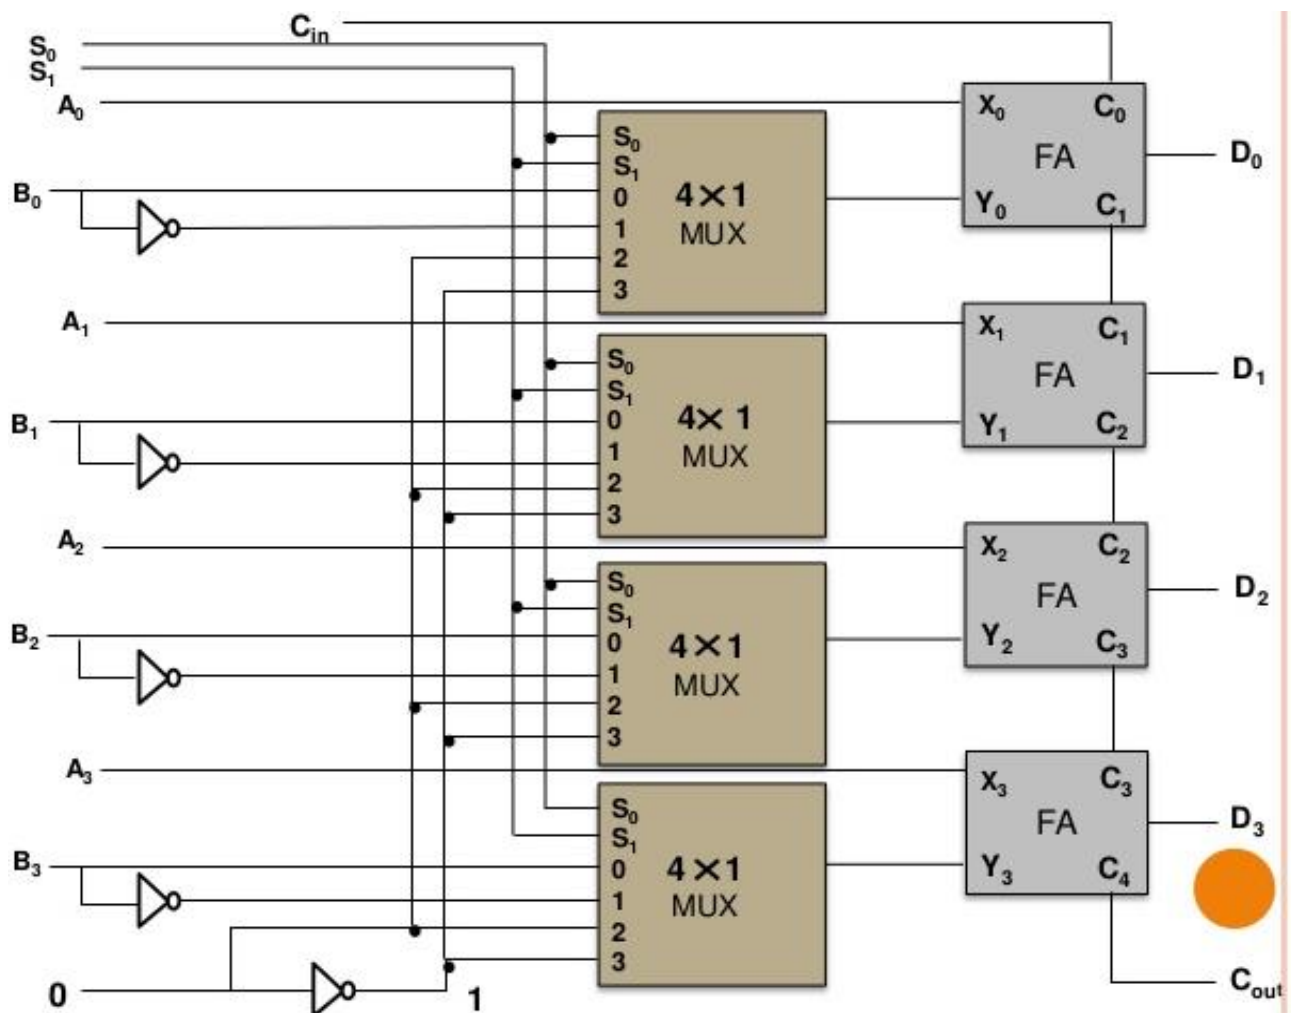 C_in
S_0
S_1
A_0
X_0 C_0
S_0
FA
D_0
S_1
B_0
0
4×1
Y_0 C_1
1
MUX
2
3
A_1
X_1 C_1
S_0
FA
D_1
S_1
B_1
0
4× 1
Y_1 C_2
1
MUX
2
3
A_2
X_2 C_2
S_0
FA
D_2
S_1
B_2
0
4×1
Y_2 C_3
1
MUX
2
3
A_3
X_3 C_3
S_0
FA
D_3
S_1
B_3
0
4×1
Y_3 C_4
1
MUX
2
3
0
1
C_out